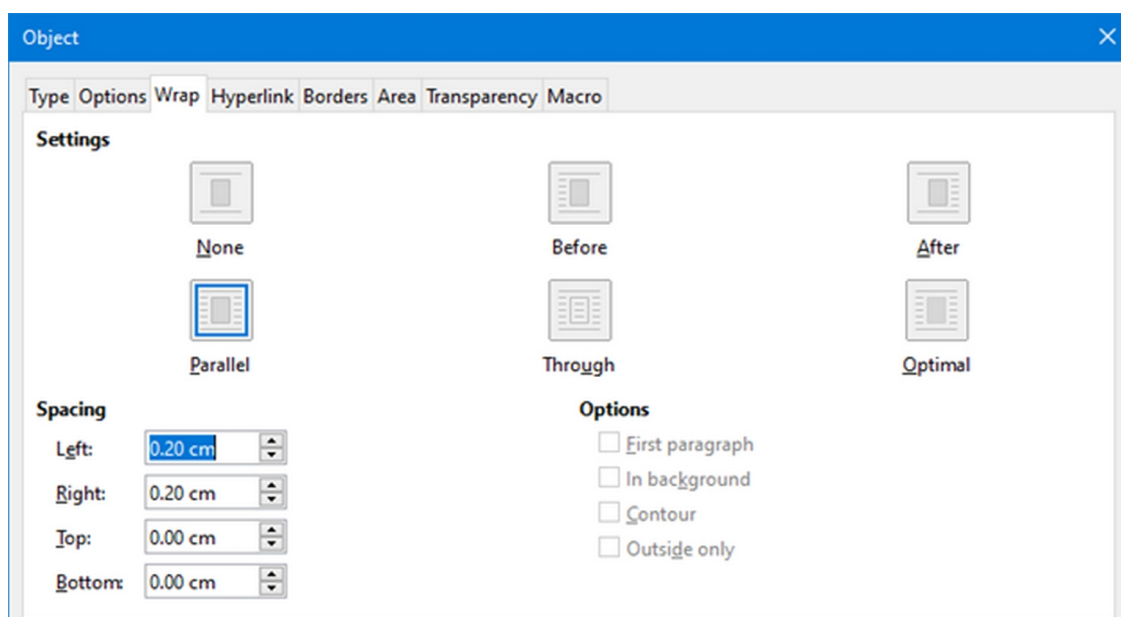 Object
Type Options Wrap Hyperlink Borders Area Transparency Macro
Settings
None Before After
Parallel Through Optimal
Spacing Options
Left: 0.20 cm First paragraph
Right: 0.20 cm In background
Top: 0.00 cm Contour
Bottom: 0.00 cm Outside only